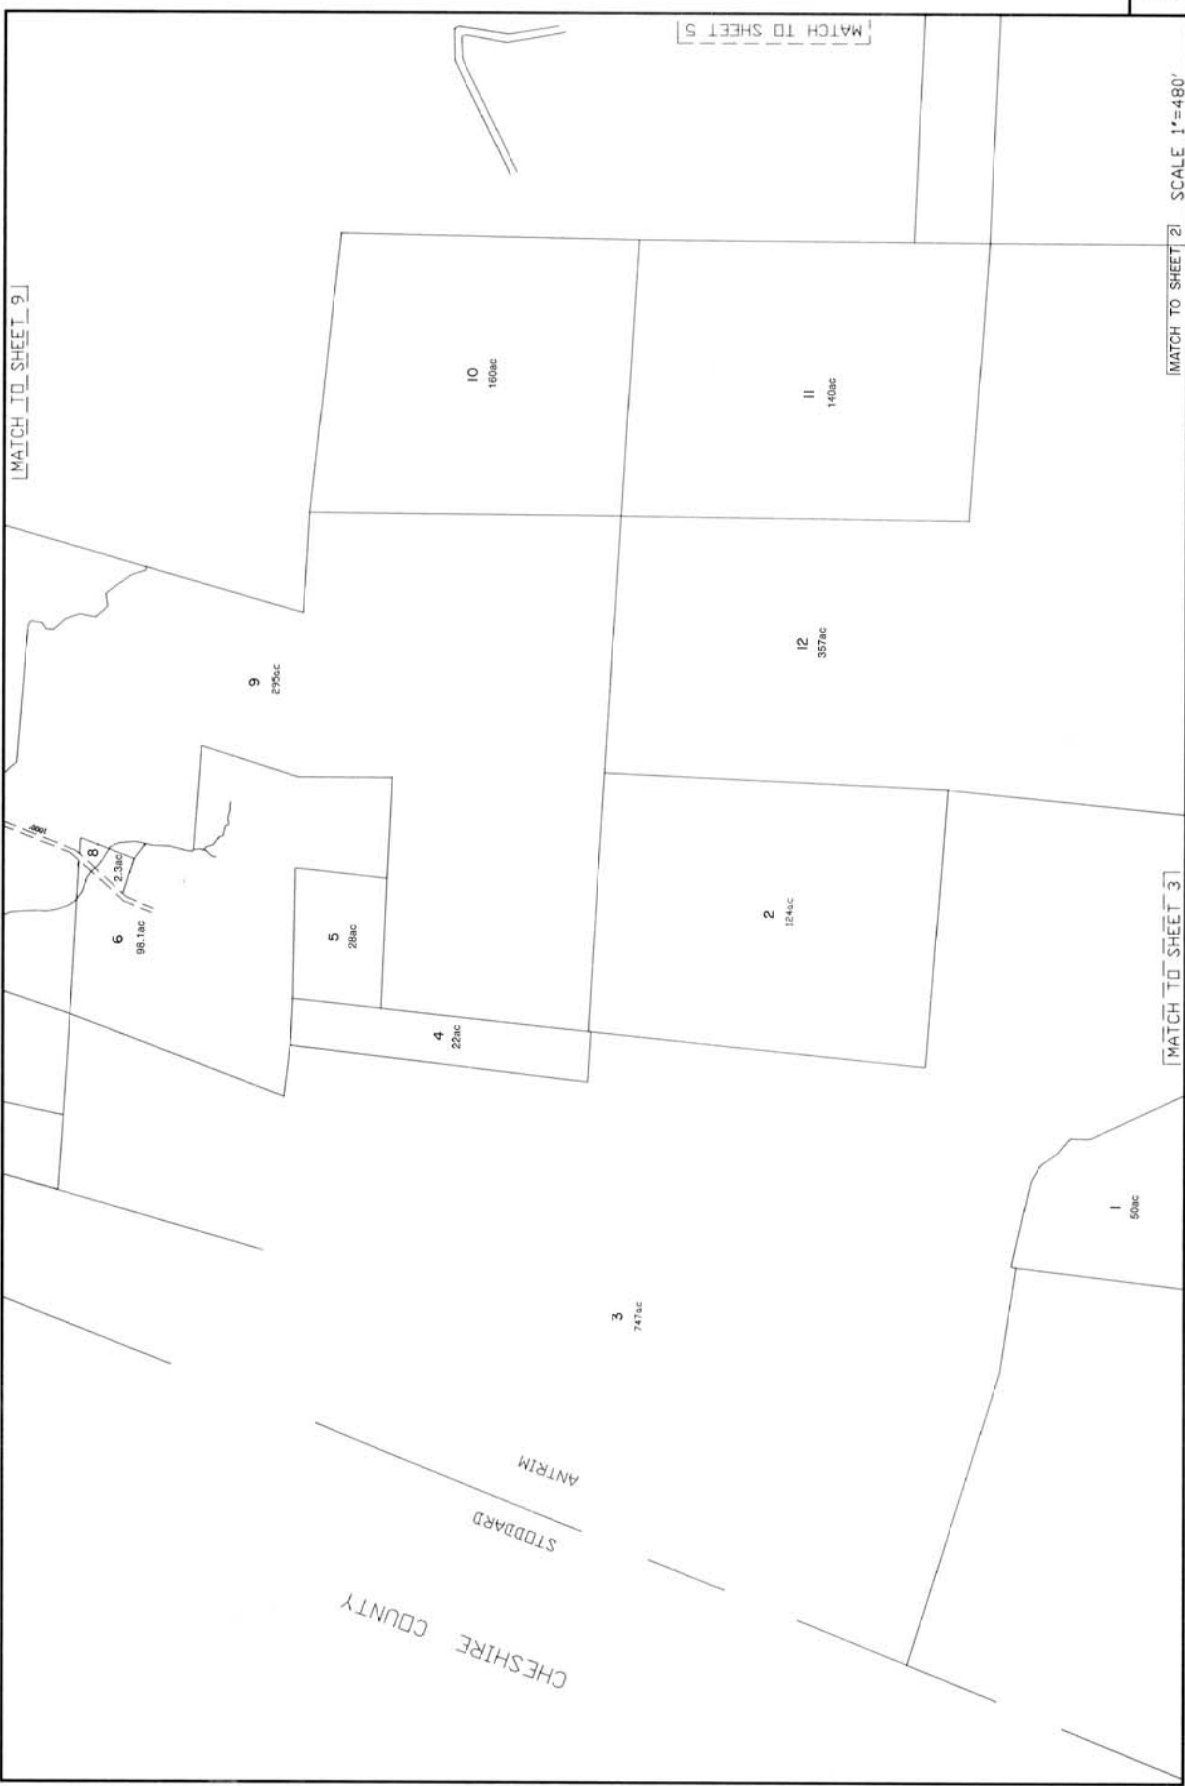 MATCH TO SHEET 5
MATCH TO SHEET 9
SCALE 1"=480'
MATCH TO SHEET 2
10
160ac
11
140ac
12
357ac
9
295ac
8
2.3ac
6
98.1ac
5
28ac
2
124ac
4
22ac
MATCH TO SHEET 3
1
50ac
3
747ac
ANTRIM
STODDARD
CHESHIRE COUNTY